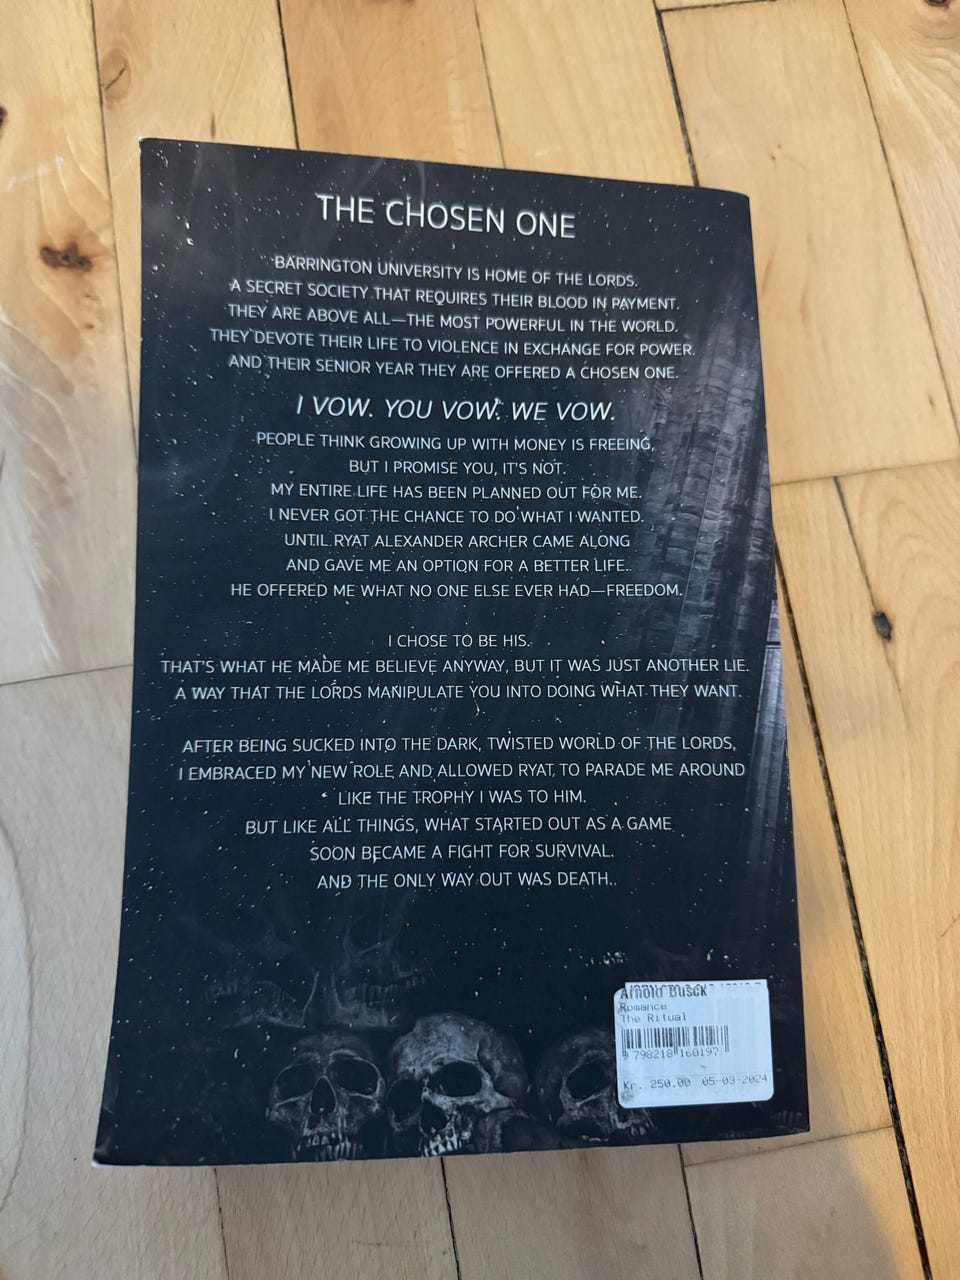 THE CHOSEN ONE
BARRINGTON UNIVERSITY IS HOME OF THE LORDS.
A SECRET SOCIETY THAT REQUIRES THEIR BLOOD IN PAYMENT.
THEY ARE ABOVE ALL—THE MOST POWERFUL IN THE WORLD.
THEY DEVOTE THEIR LIFE TO VIOLENCE IN EXCHANGE FOR POWER.
AND THEIR SENIOR YEAR THEY ARE OFFERED A CHOSEN ONE.
I VOW. YOU VOW. WE VOW.
PEOPLE THINK GROWING UP WITH MONEY IS FREEING,
BUT I PROMISE YOU, IT'S NOT.
MY ENTIRE LIFE HAS BEEN PLANNED OUT FOR ME.
I NEVER GOT THE CHANCE TO DO WHAT I WANTED.
UNTIL RYAT ALEXANDER ARCHER CAME ALONG
AND GAVE ME AN OPTION FOR A BETTER LIFE.
HE OFFERED ME WHAT NO ONE ELSE EVER HAD—FREEDOM.
I CHOSE TO BE HIS.
THAT'S WHAT HE MADE ME BELIEVE ANYWAY, BUT IT WAS JUST ANOTHER LIE.
A WAY THAT THE LORDS MANIPULATE YOU INTO DOING WHAT THEY WANT.
AFTER BEING SUCKED INTO THE DARK, TWISTED WORLD OF THE LORDS,
I EMBRACED MY NEW ROLE AND ALLOWED RYAT TO PARADE ME AROUND
LIKE THE TROPHY I WAS TO HIM.
BUT LIKE ALL THINGS, WHAT STARTED OUT AS A GAME
SOON BECAME A FIGHT FOR SURVIVAL.
AND THE ONLY WAY OUT WAS DEATH..
Arnold Busck
Romance
The Ritual
9 798218 160197
Kr. 250.00 05-03-2024